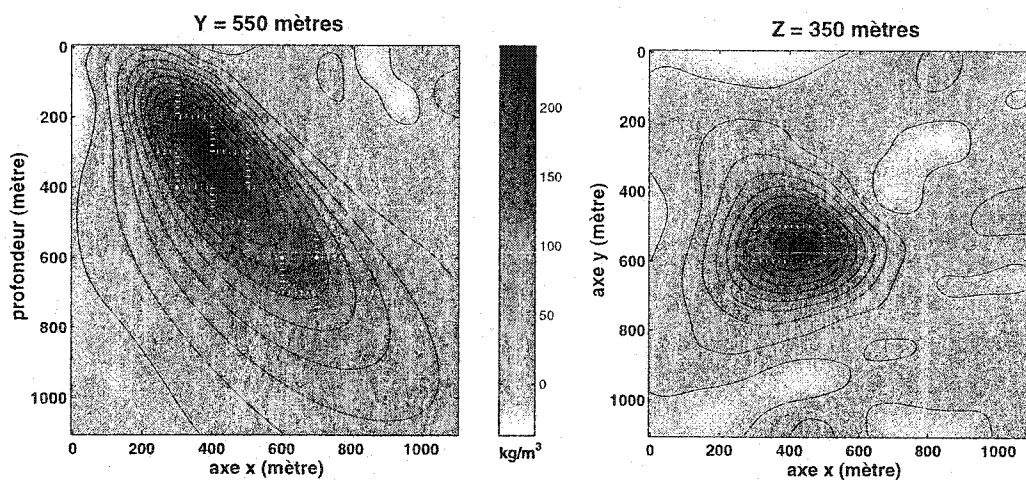 Y = 550 mètres
0
200
400
600
800
1000
profondeur (mètre)
0 200 400 600 800 1000
axe x (mètre)
200
150
100
50
0
kg/m³
Z = 350 mètres
0
200
400
600
800
1000
axe y (mètre)
0 200 400 600 800 1000
axe x (mètre)